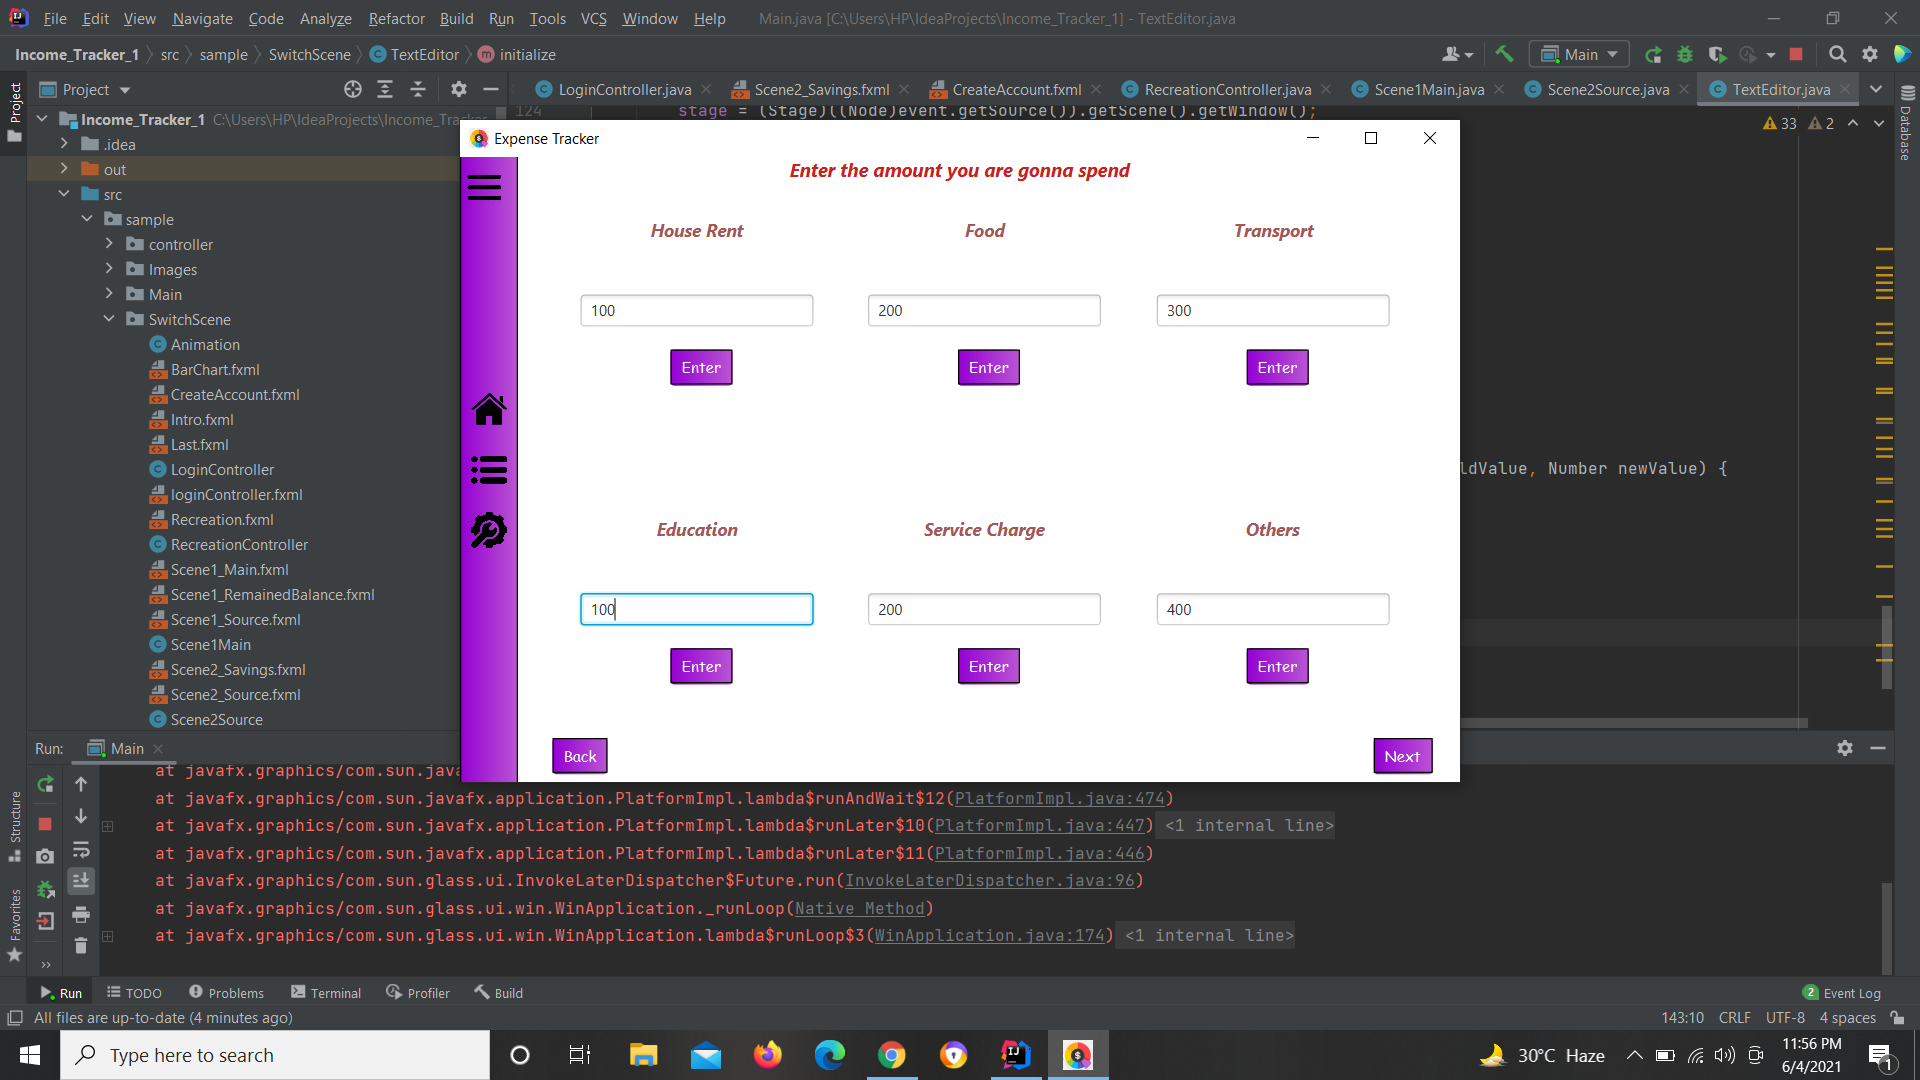 File Edit View Navigate Code Analyze Refactor Build Run Tools VCS Window Help Main.java [C:\Users\HP\IdeaProjects\Income_Tracker_1] - TextEditor.java
Income_Tracker_1 src sample SwitchScene TextEditor initialize Main
Project LoginController.java Scene2_Savings.fxml CreateAccount.fxml RecreationController.java Scene1Main.java Scene2Source.java TextEditor.java
Project
Database
Income_Tracker_1 C:\Users\HP\IdeaProjects\Income_Tracker
124 stage = (Stage)((Node)event.getSource()).getScene().getWindow();
33 2
.idea
out
src
sample
controller
Images
Main
SwitchScene
Animation
BarChart.fxml
CreateAccount.fxml
Intro.fxml
Last.fxml
LoginController
loginController.fxml
Recreation.fxml
RecreationController
Scene1_Main.fxml
Scene1_RemainedBalance.fxml
Scene1_Source.fxml
Scene1Main
Scene2_Savings.fxml
Scene2_Source.fxml
Scene2Source
Expense Tracker
Enter the amount you are gonna spend
House Rent Food Transport
100 200 300
Enter Enter Enter
ldValue, Number newValue) {
Education Service Charge Others
100 200 400
Enter Enter Enter
Back Next
Run: Main
at javafx.graphics/com.sun.java
at javafx.graphics/com.sun.javafx.application.PlatformImpl.lambda$runAndWait$12(PlatformImpl.java:474)
at javafx.graphics/com.sun.javafx.application.PlatformImpl.lambda$runLater$10(PlatformImpl.java:447) <1 internal line>
at javafx.graphics/com.sun.javafx.application.PlatformImpl.lambda$runLater$11(PlatformImpl.java:446)
at javafx.graphics/com.sun.glass.ui.InvokeLaterDispatcher$Future.run(InvokeLaterDispatcher.java:96)
at javafx.graphics/com.sun.glass.ui.win.WinApplication._runLoop(Native Method)
at javafx.graphics/com.sun.glass.ui.win.WinApplication.lambda$runLoop$3(WinApplication.java:174) <1 internal line>
Structure
Favorites
Run TODO Problems Terminal Profiler Build 2 Event Log
All files are up-to-date (4 minutes ago) 143:10 CRLF UTF-8 4 spaces
Type here to search 30°C Haze 11:56 PM
6/4/2021
1